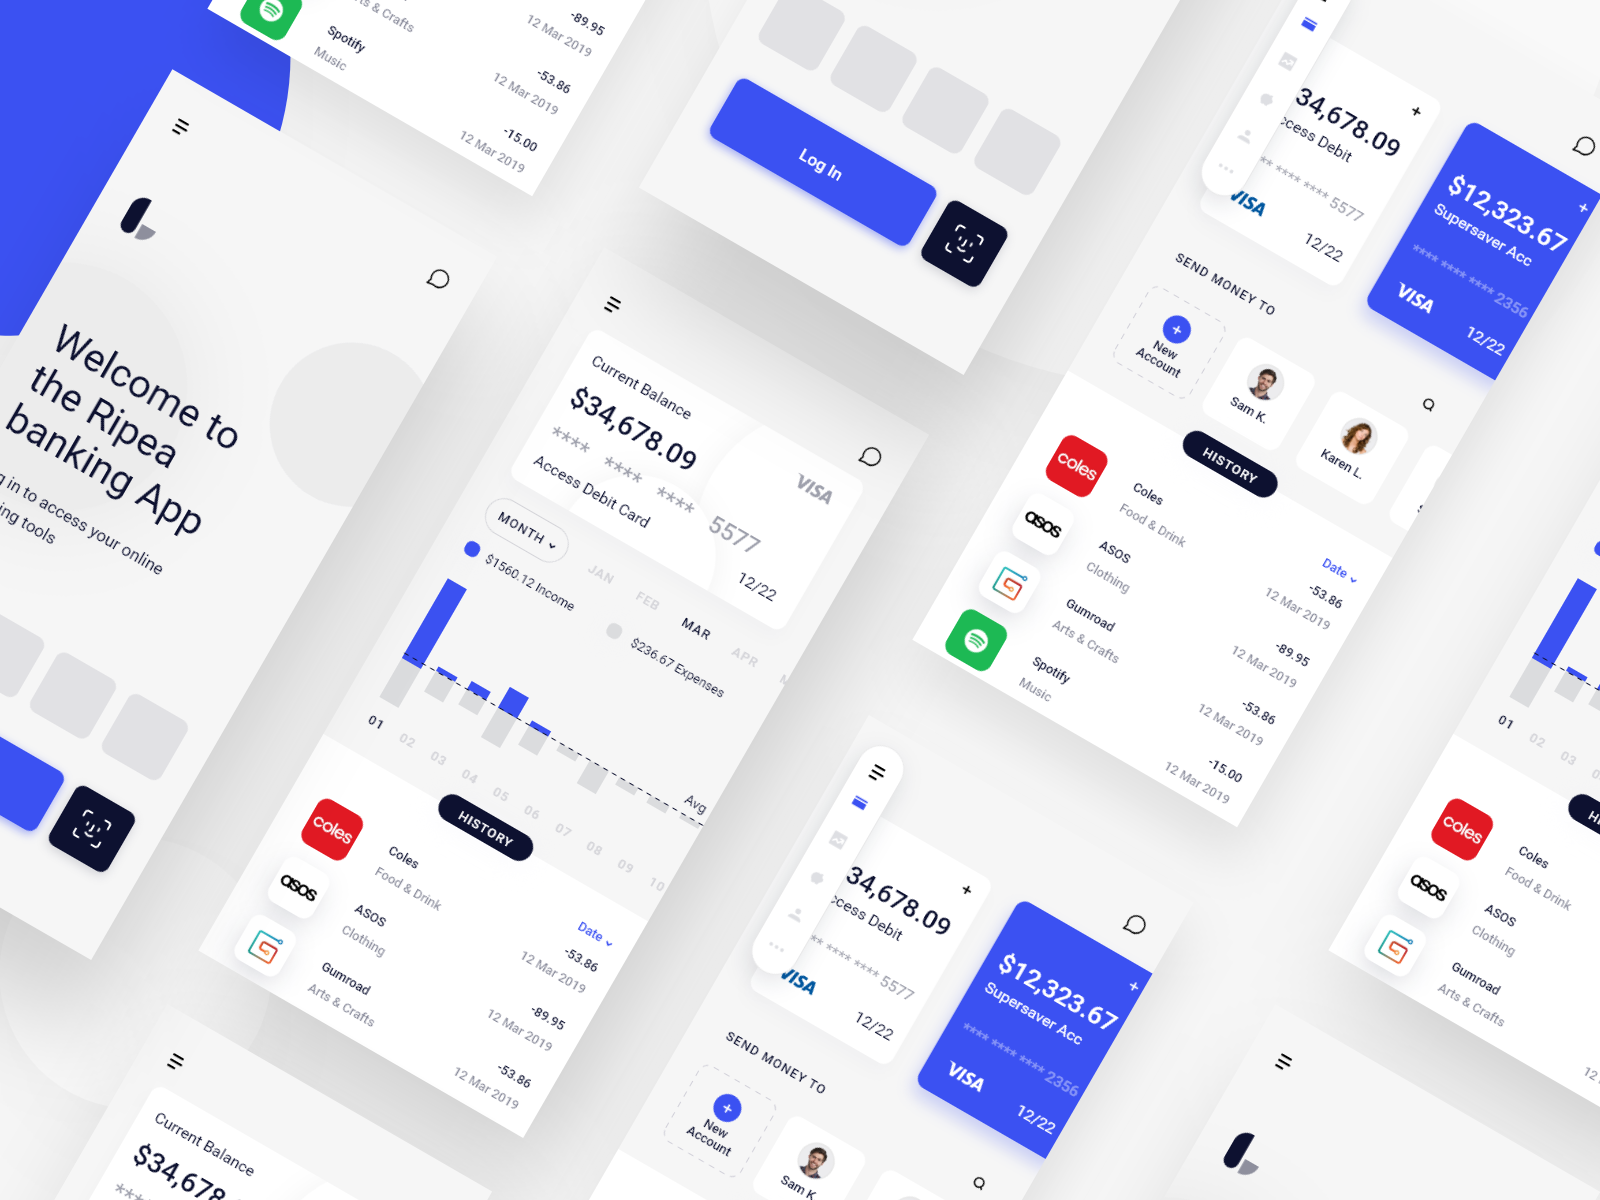 ts & Crafts
Spotify
Music
-89.95
12 Mar 2019
-53.86
12 Mar 2019
-15.00
12 Mar 2019
Welcome to
the Ripea
banking App
g in to access your online
ing tools
Log In
Current Balance
$34,678.09
**** **** **** 5577
Access Debit Card
12/22
VISA
MONTH
JAN
FEB
MAR
APR
$1560.12 Income
$236.67 Expenses
Avg
01
02
03
04
05
06
07
08
09
10
HISTORY
Date
coles
Coles
Food & Drink
-53.86
12 Mar 2019
asos
ASOS
Clothing
-89.95
12 Mar 2019
Gumroad
Arts & Crafts
-53.86
12 Mar 2019
34,678.09
ccess Debit
** **** **** 5577
VISA
12/22
$12,323.67
Supersaver Acc
**** **** **** 2356
VISA
12/22
SEND MONEY TO
New
Account
Sam K.
Karen L.
HISTORY
Date
coles
Coles
Food & Drink
-53.86
12 Mar 2019
asos
ASOS
Clothing
-89.95
12 Mar 2019
Gumroad
Arts & Crafts
-53.86
12 Mar 2019
Spotify
Music
-15.00
12 Mar 2019
34,678.09
ccess Debit
** **** **** 5577
VISA
12/22
$12,323.67
Supersaver Acc
**** **** **** 2356
VISA
12/22
SEND MONEY TO
New
Account
Sam K.
01
02
03
coles
Coles
Food & Drink
asos
ASOS
Clothing
Gumroad
Arts & Crafts
12
Current Balance
$34,678